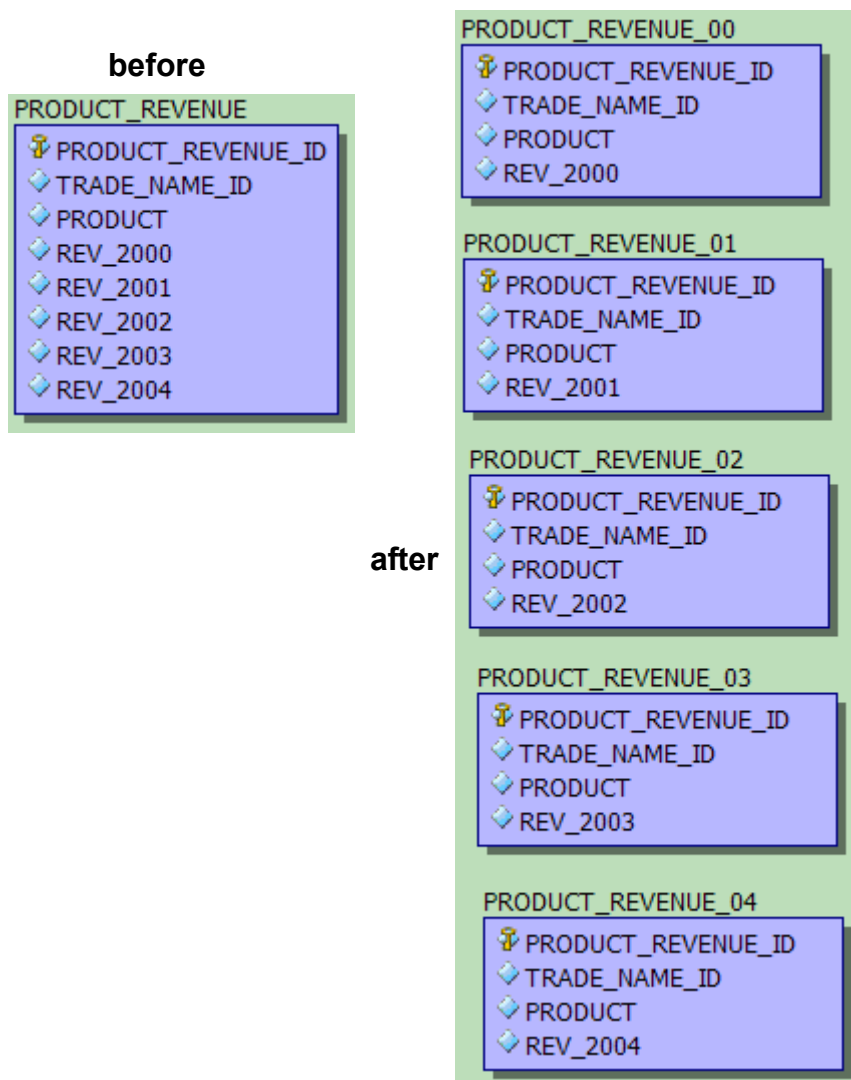 before
PRODUCT_REVENUE
PRODUCT_REVENUE_ID
TRADE_NAME_ID
PRODUCT
REV_2000
REV_2001
REV_2002
REV_2003
REV_2004
after
PRODUCT_REVENUE_00
PRODUCT_REVENUE_ID
TRADE_NAME_ID
PRODUCT
REV_2000
PRODUCT_REVENUE_01
PRODUCT_REVENUE_ID
TRADE_NAME_ID
PRODUCT
REV_2001
PRODUCT_REVENUE_02
PRODUCT_REVENUE_ID
TRADE_NAME_ID
PRODUCT
REV_2002
PRODUCT_REVENUE_03
PRODUCT_REVENUE_ID
TRADE_NAME_ID
PRODUCT
REV_2003
PRODUCT_REVENUE_04
PRODUCT_REVENUE_ID
TRADE_NAME_ID
PRODUCT
REV_2004